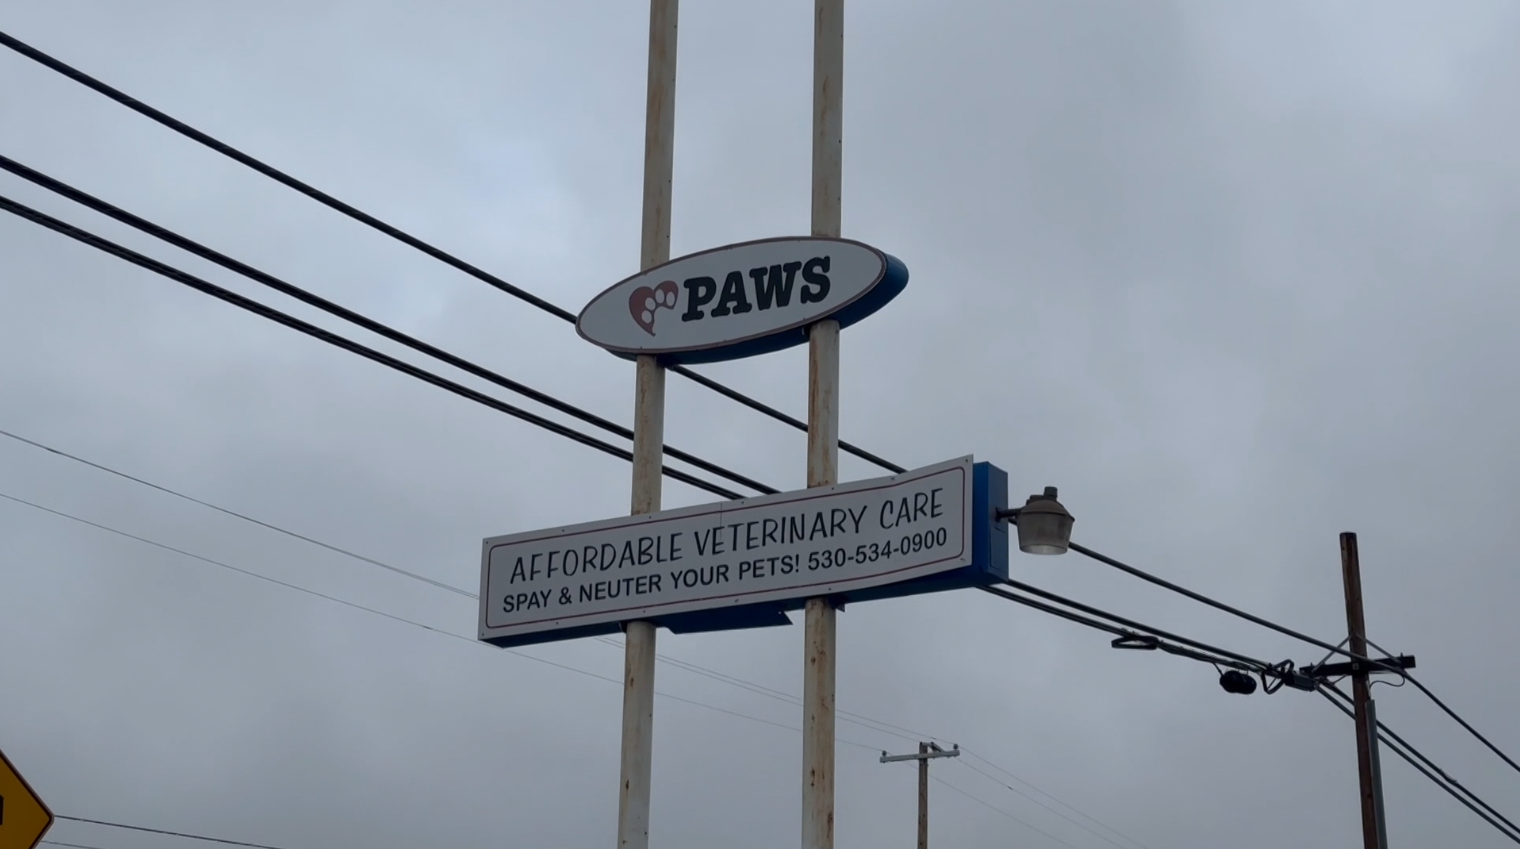 PAWS
AFFORDABLE VETERINARY CARE
SPAY & NEUTER YOUR PETS! 530-534-0900